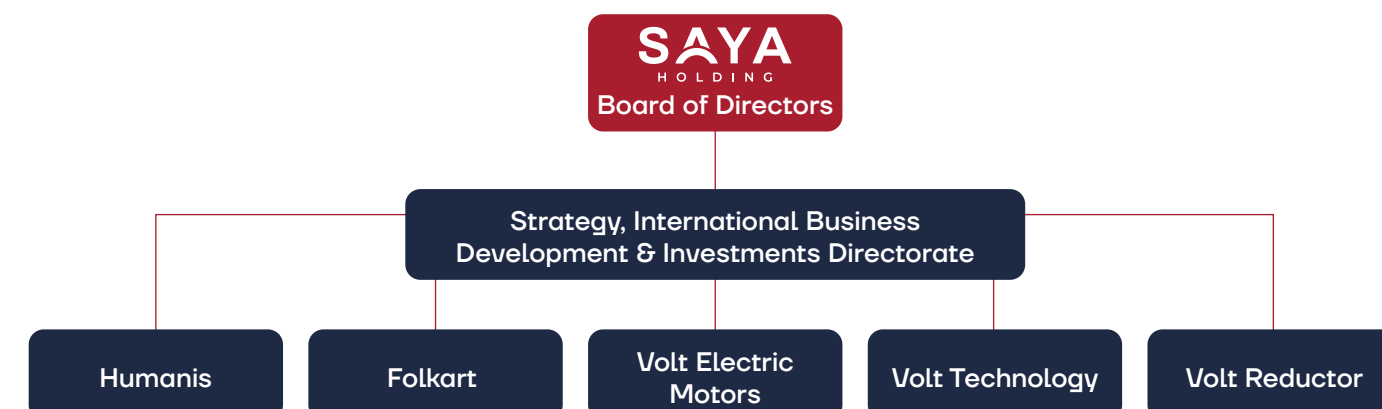 SAYA
HOLDING
Board of Directors
Strategy, International Business
Development & Investments Directorate
Humanis
Folkart
Volt Electric
Motors
Volt Technology
Volt Reductor